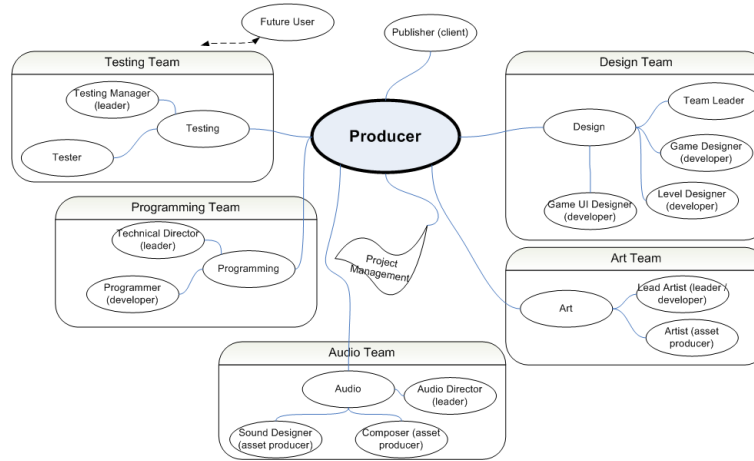 Future User
Publisher (client)
Testing Team
Testing Manager
(leader)
Testing
Tester
Producer
Design Team
Team Leader
Design
Game Designer
(developer)
Level Designer
(developer)
Game UI Designer
(developer)
Programming Team
Technical Director
(leader)
Programming
Programmer
(developer)
Project
Management
Art Team
Lead Artist (leader /
developer)
Art
Artist (asset
producer)
Audio Team
Audio
Audio Director
(leader)
Sound Designer
(asset producer)
Composer (asset
producer)